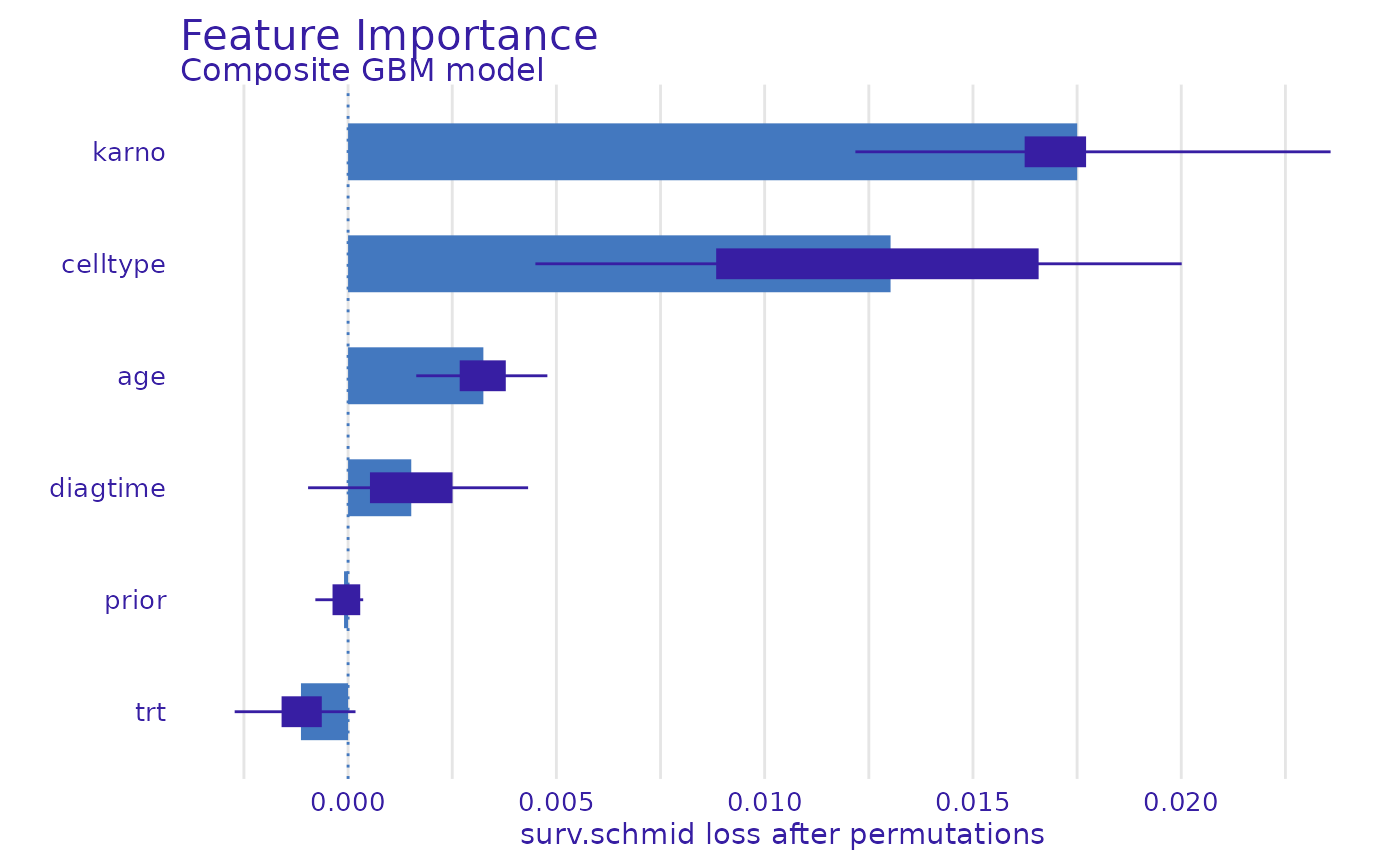 Feature Importance
Composite GBM model
karno
celltype
age
diagtime
prior
trt
0.000 0.005 0.010 0.015 0.020
surv.schmid loss after permutations